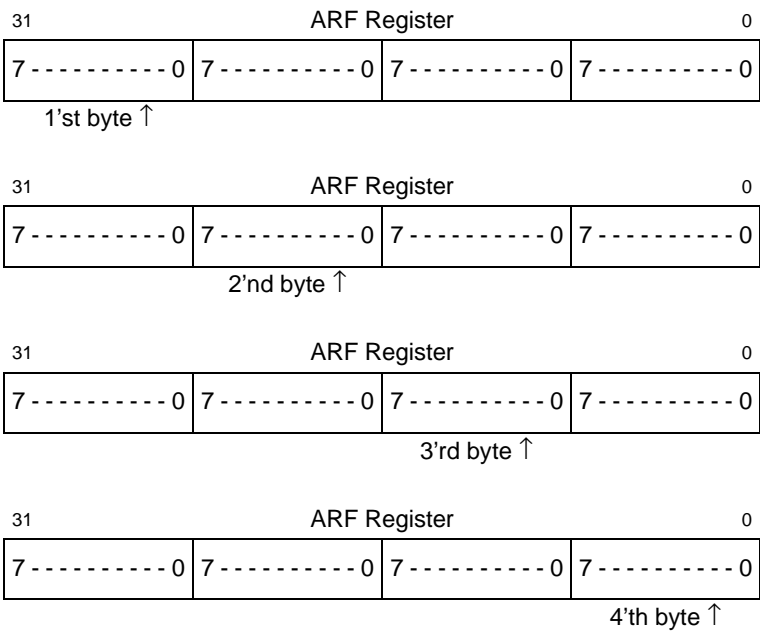 31 ARF Register 0
7 - - - - - - - - - - 0 7 - - - - - - - - - - 0 7 - - - - - - - - - - 0 7 - - - - - - - - - - 0
1’st byte ↑
31 ARF Register 0
7 - - - - - - - - - - 0 7 - - - - - - - - - - 0 7 - - - - - - - - - - 0 7 - - - - - - - - - - 0
2’nd byte ↑
31 ARF Register 0
7 - - - - - - - - - - 0 7 - - - - - - - - - - 0 7 - - - - - - - - - - 0 7 - - - - - - - - - - 0
3’rd byte ↑
31 ARF Register 0
7 - - - - - - - - - - 0 7 - - - - - - - - - - 0 7 - - - - - - - - - - 0 7 - - - - - - - - - - 0
4’th byte ↑